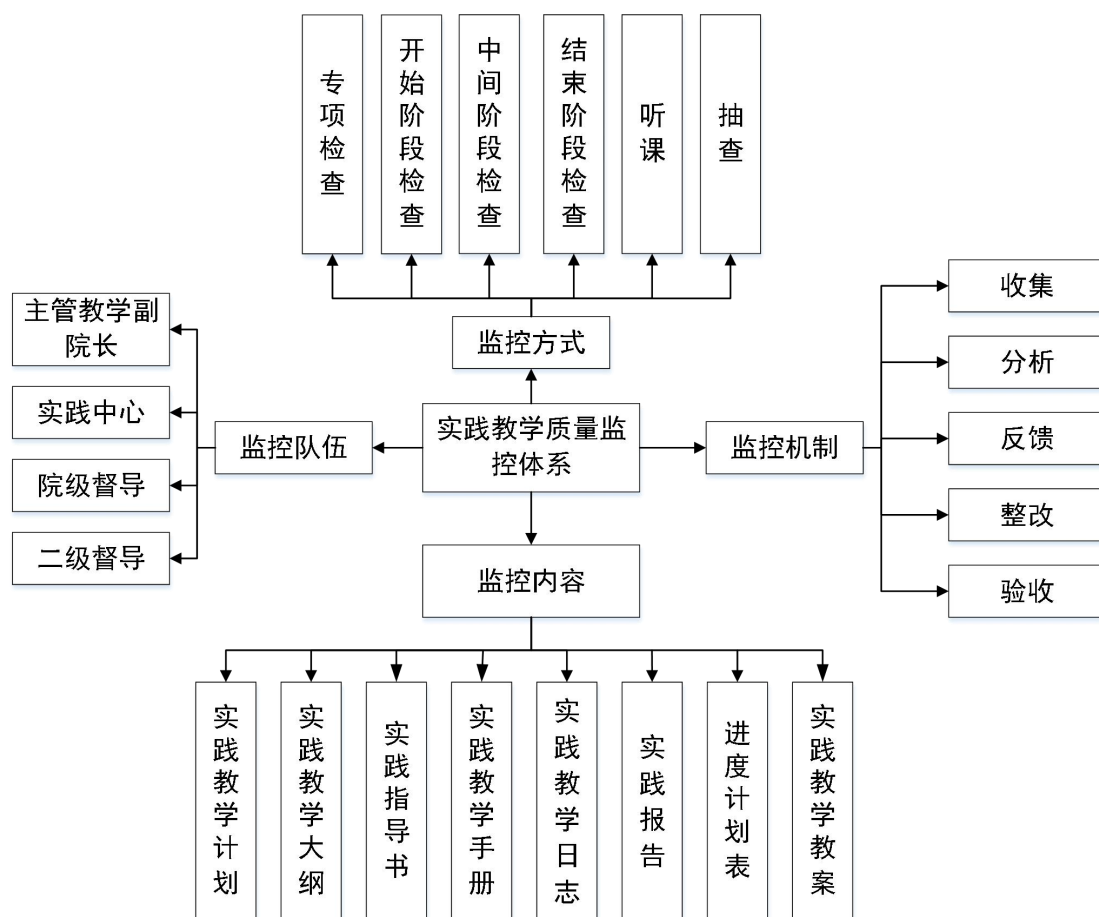 专项检查
开始阶段检查
中间阶段检查
结束阶段检查
听课
抽查
监控方式
主管教学副
院长
实践中心
院级督导
二级督导
监控队伍
实践教学质量监
控体系
监控机制
收集
分析
反馈
整改
验收
监控内容
实践教学计划
实践教学大纲
实践指导书
实践教学手册
实践教学日志
实践报告
进度计划表
实践教学教案